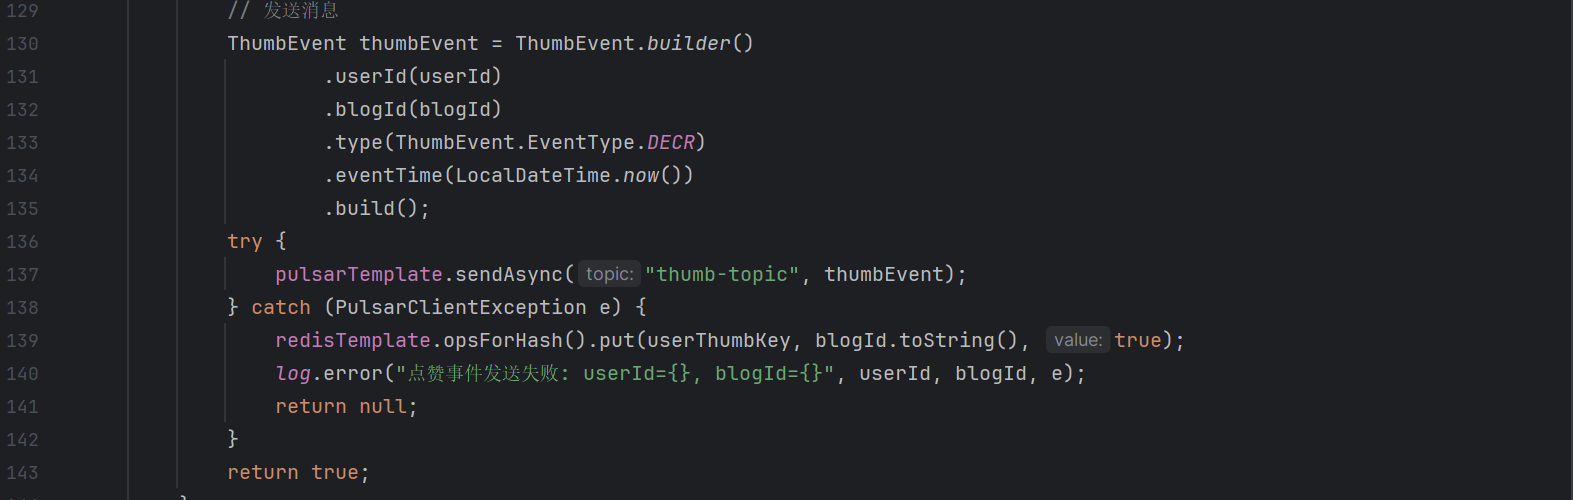 129 // 发送消息
130 ThumbEvent thumbEvent = ThumbEvent.builder()
131 .userId(userId)
132 .blogId(blogId)
133 .type(ThumbEvent.EventType.DECR)
134 .eventTime(LocalDateTime.now())
135 .build();
136 try {
137 pulsarTemplate.sendAsync( topic: "thumb-topic", thumbEvent);
138 } catch (PulsarClientException e) {
139 redisTemplate.opsForHash().put(userThumbKey, blogId.toString(), value: true);
140 log.error("点赞事件发送失败: userId={}, blogId={}", userId, blogId, e);
141 return null;
142 }
143 return true;